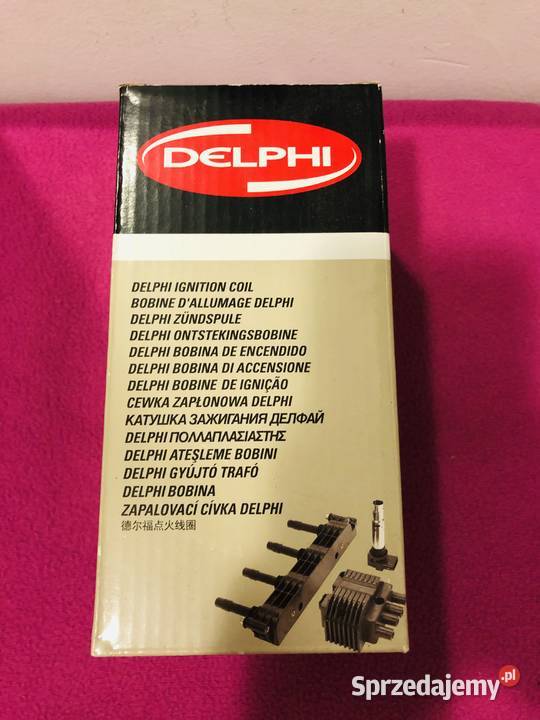 DELPHI
DELPHI IGNITION COIL
BOBINE D'ALLUMAGE DELPHI
DELPHI ZÜNDSPULE
DELPHI ONTSTEKINGSBOBINE
DELPHI BOBINA DE ENCENDIDO
DELPHI BOBINA DI ACCENSIONE
DELPHI BOBINE DE IGNIÇÃO
CEWKA ZAPŁONOWA DELPHI
КАТУШКА ЗАЖИГАНИЯ ДЕЛФАЙ
DELPHI ΠΟΛΛΑΠΛΑΣΙΑΣΤΗΣ
DELPHI ATEŞLEME BOBINI
DELPHI GYÚJTÓ TRAFÓ
DELPHI BOBINA
ZAPALOVACÍ CÍVKA DELPHI
德尔福点火线圈
Sprzedajemy.pl